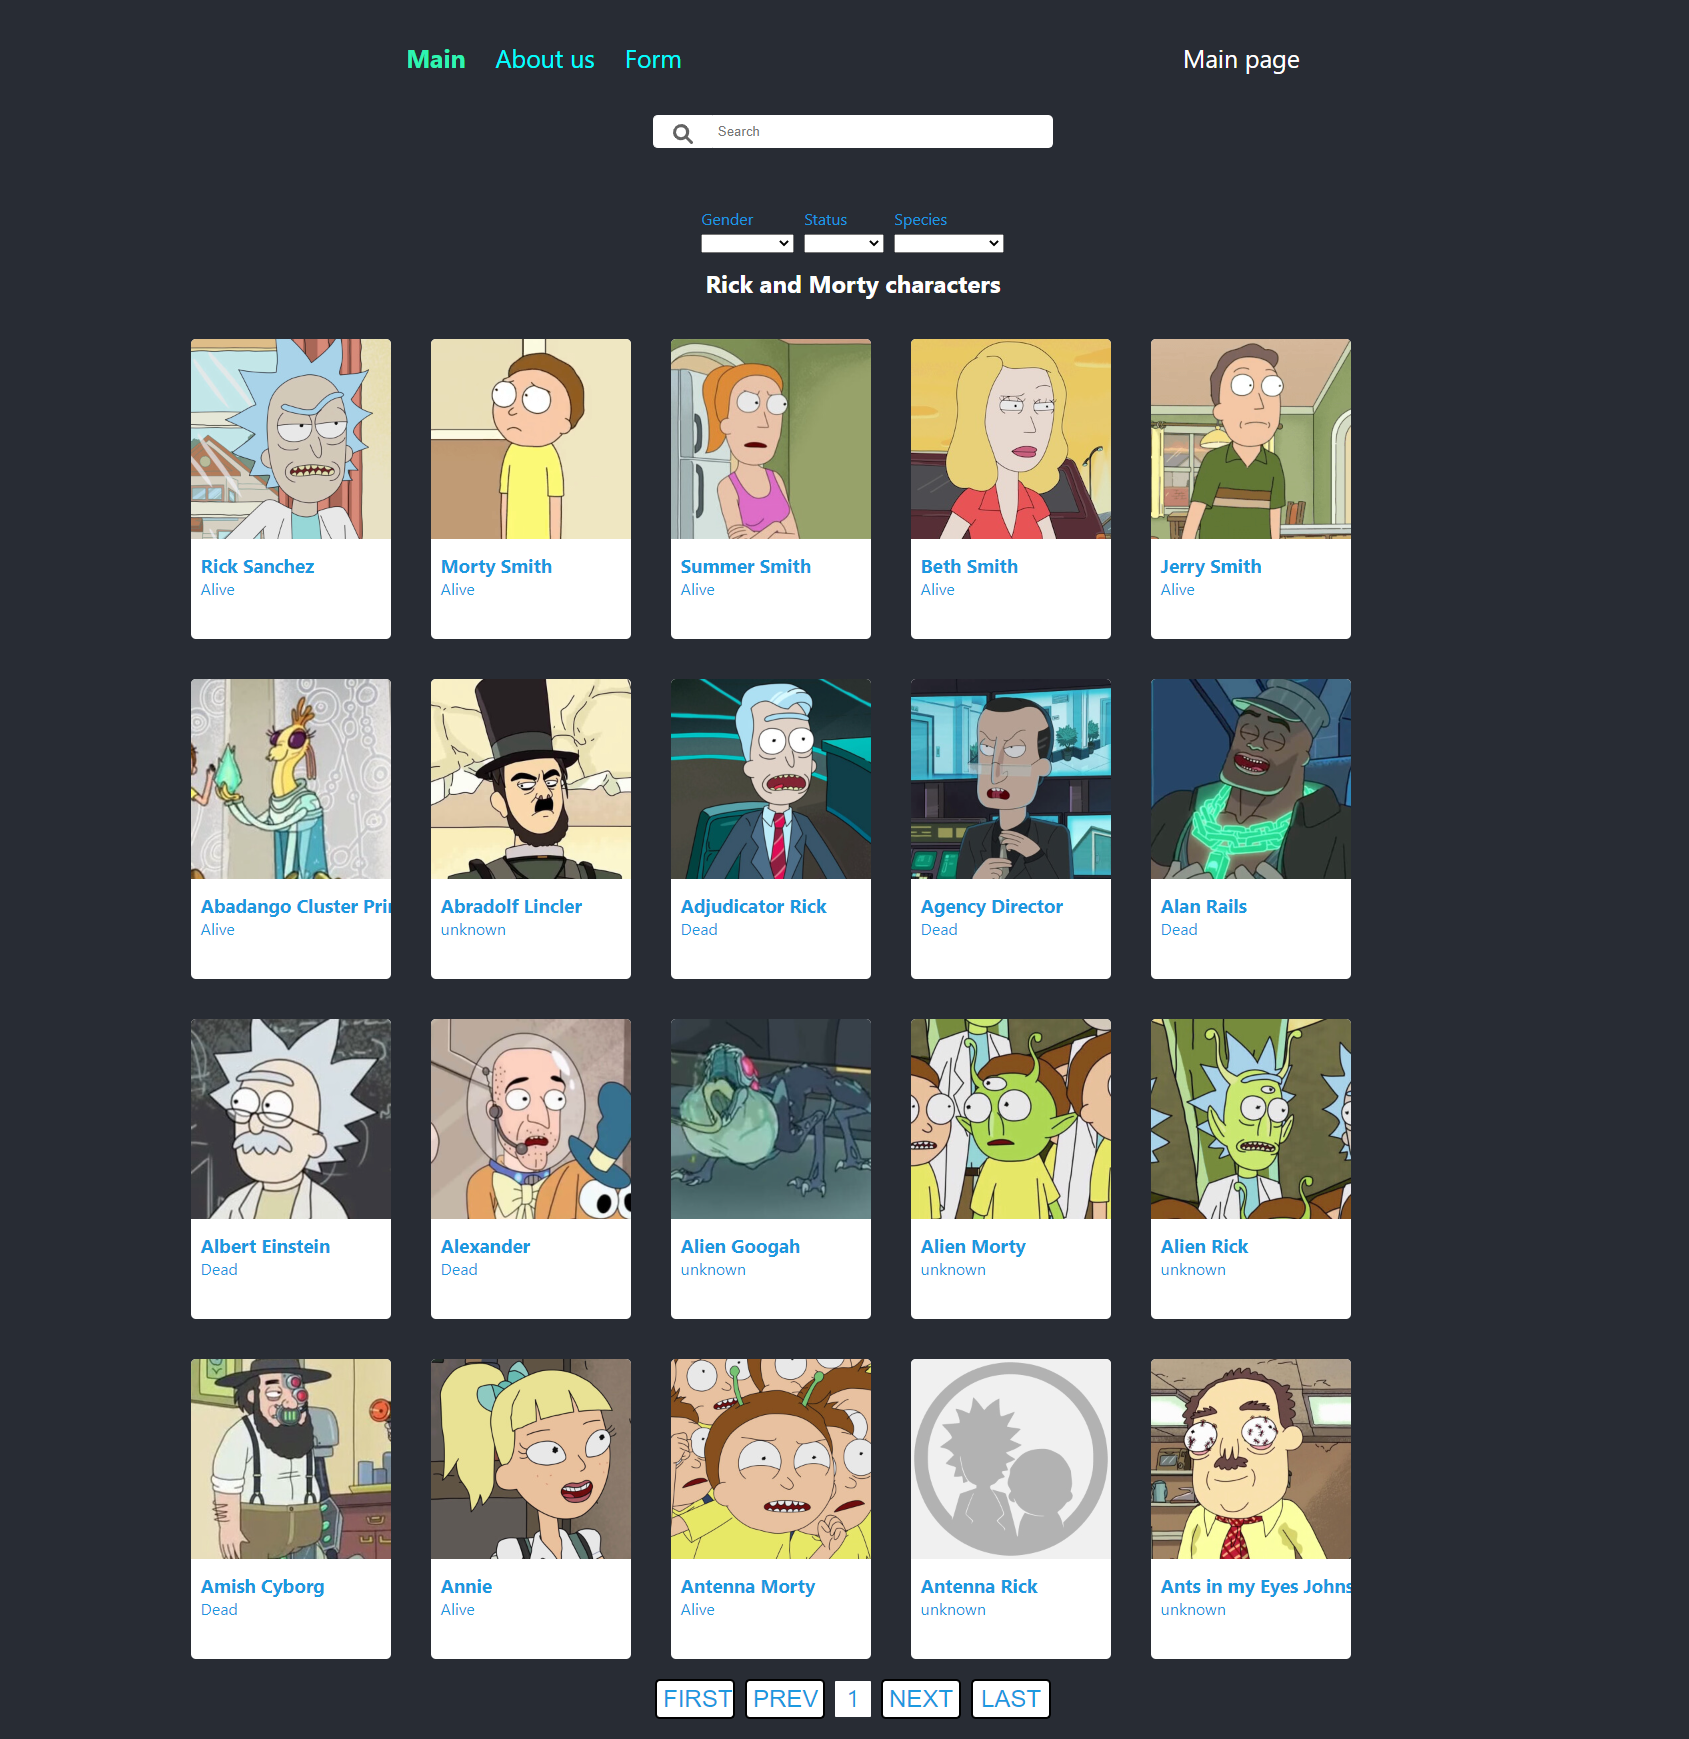 Main About us Form Main page
Search
Gender Status Species
Rick and Morty characters
Rick Sanchez Morty Smith Summer Smith Beth Smith Jerry Smith
Alive Alive Alive Alive Alive
Abadango Cluster Prin Abradolf Lincler Adjudicator Rick Agency Director Alan Rails
Alive unknown Dead Dead Dead
Albert Einstein Alexander Alien Googah Alien Morty Alien Rick
Dead Dead unknown unknown unknown
Amish Cyborg Annie Antenna Morty Antenna Rick Ants in my Eyes Johns
Dead Alive Alive unknown unknown
FIRST PREV 1 NEXT LAST